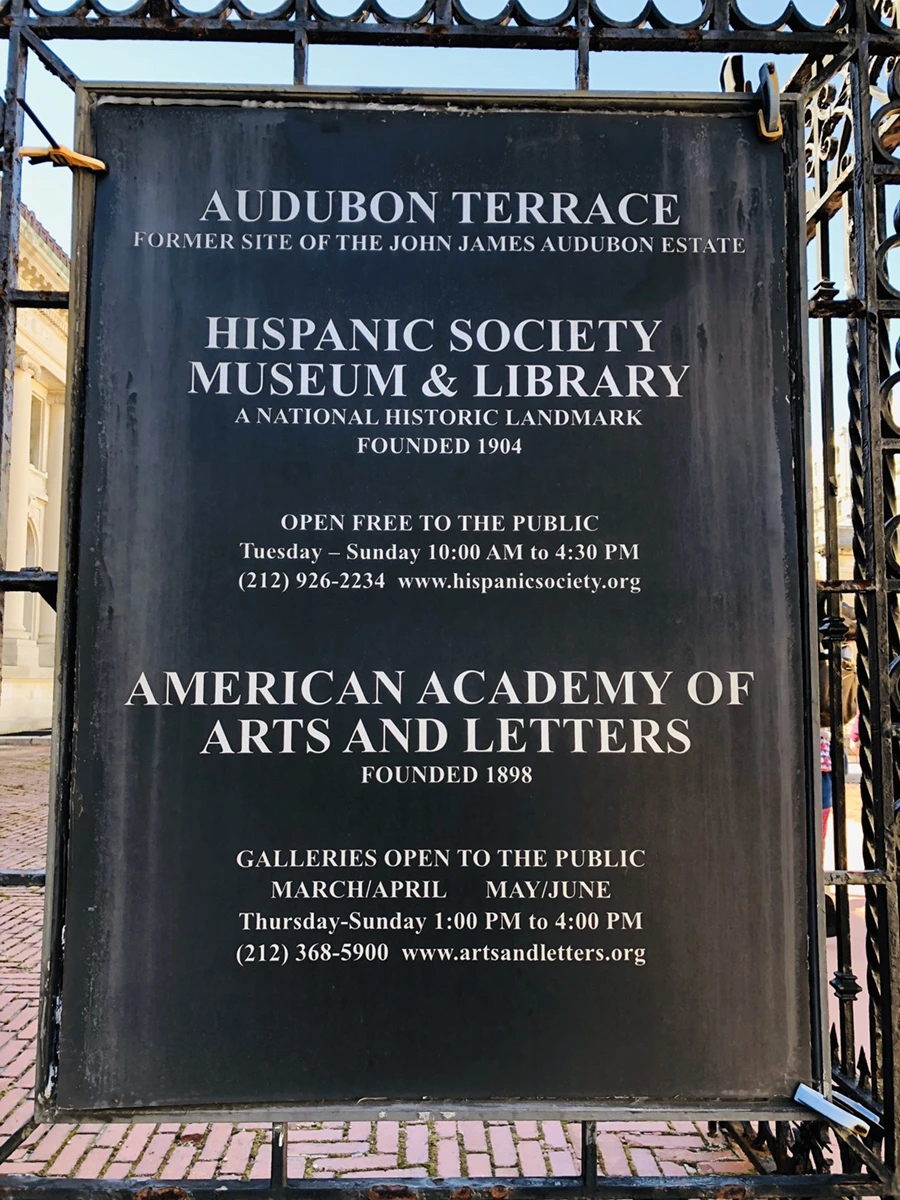 AUDUBON TERRACE
FORMER SITE OF THE JOHN JAMES AUDUBON ESTATE
HISPANIC SOCIETY
MUSEUM & LIBRARY
A NATIONAL HISTORIC LANDMARK
FOUNDED 1904
OPEN FREE TO THE PUBLIC
Tuesday – Sunday 10:00 AM to 4:30 PM
(212) 926-2234 www.hispanicsociety.org
AMERICAN ACADEMY OF
ARTS AND LETTERS
FOUNDED 1898
GALLERIES OPEN TO THE PUBLIC
MARCH/APRIL MAY/JUNE
Thursday-Sunday 1:00 PM to 4:00 PM
(212) 368-5900 www.artsandletters.org